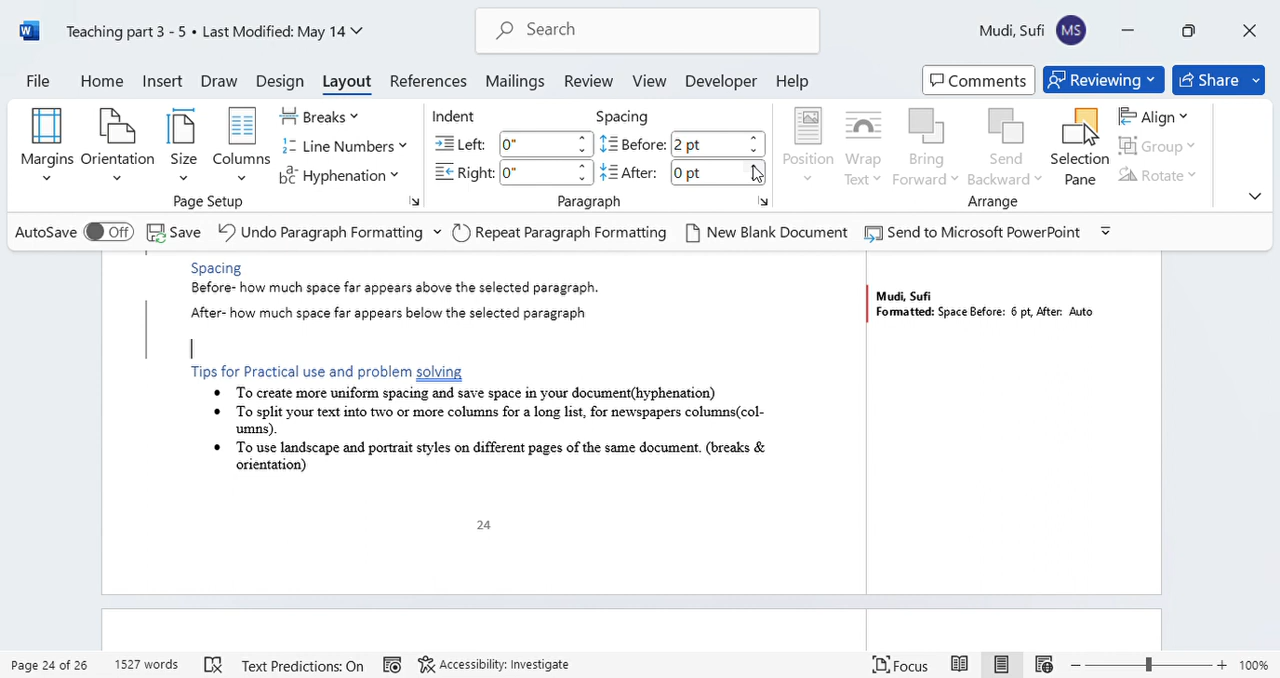 Teaching part 3 - 5 • Last Modified: May 14
Search
Mudi, Sufi
MS
File Home Insert Draw Design Layout References Mailings Review View Developer Help
Comments
Reviewing
Share
Margins
Orientation
Size
Columns
Breaks
Line Numbers
Hyphenation
Page Setup
Indent
Left: 0"
Right: 0"
Spacing
Before: 2 pt
After: 0 pt
Paragraph
Position
Wrap
Text
Bring
Forward
Send
Backward
Selection
Pane
Align
Group
Rotate
Arrange
AutoSave Off Save Undo Paragraph Formatting Repeat Paragraph Formatting New Blank Document Send to Microsoft PowerPoint
Spacing
Before- how much space far appears above the selected paragraph.
After- how much space far appears below the selected paragraph
Mudi, Sufi
Formatted: Space Before: 6 pt, After: Auto
Tips for Practical use and problem solving
• To create more uniform spacing and save space in your document(hyphenation)
• To split your text into two or more columns for a long list, for newspapers columns(col-
umns).
• To use landscape and portrait styles on different pages of the same document. (breaks &
orientation)
24
Page 24 of 26 1527 words Text Predictions: On Accessibility: Investigate Focus 100%